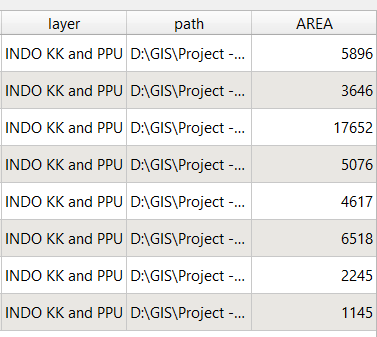 layer path AREA
INDO KK and PPU D:\GIS\Project -... 5896
INDO KK and PPU D:\GIS\Project -... 3646
INDO KK and PPU D:\GIS\Project -... 17652
INDO KK and PPU D:\GIS\Project -... 5076
INDO KK and PPU D:\GIS\Project -... 4617
INDO KK and PPU D:\GIS\Project -... 6518
INDO KK and PPU D:\GIS\Project -... 2245
INDO KK and PPU D:\GIS\Project -... 1145